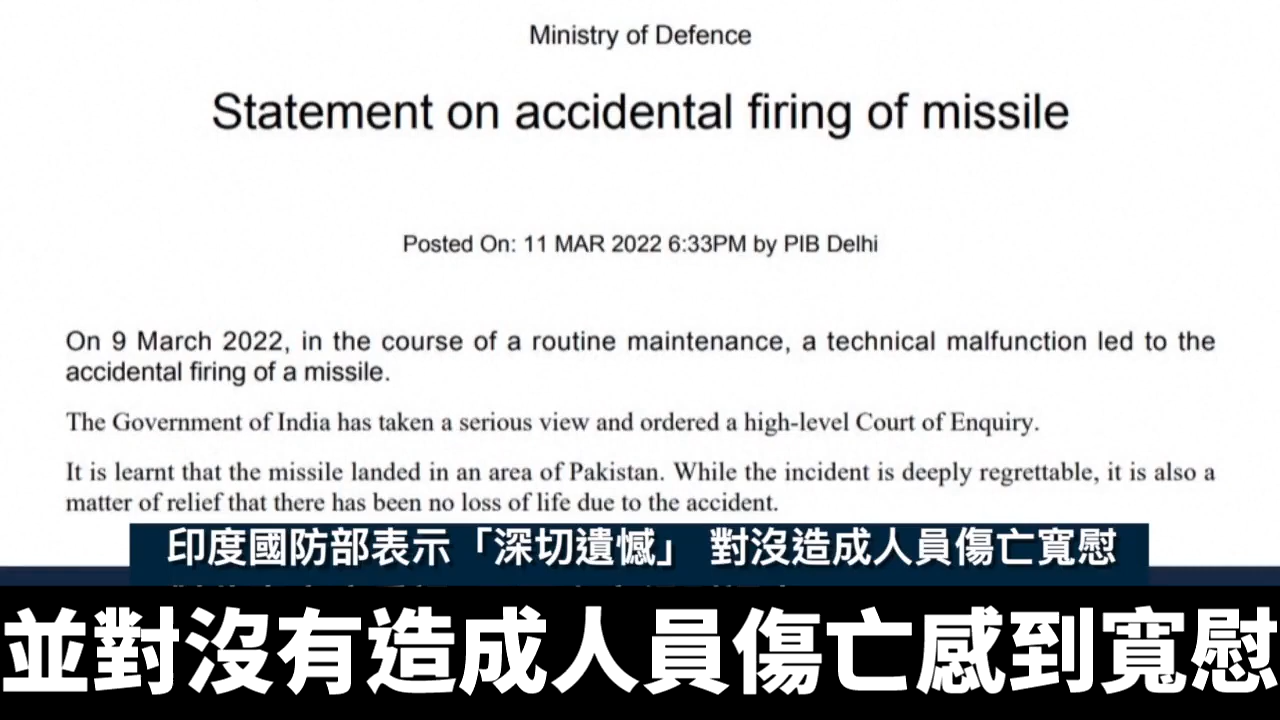 Ministry of Defence
Statement on accidental firing of missile
Posted On: 11 MAR 2022 6:33PM by PIB Delhi
On 9 March 2022, in the course of a routine maintenance, a technical malfunction led to the
accidental firing of a missile.
The Government of India has taken a serious view and ordered a high-level Court of Enquiry.
It is learnt that the missile landed in an area of Pakistan. While the incident is deeply regrettable, it is also a
matter of relief that there has been no loss of life due to the accident.
印度國防部表示「深切遺憾」 對沒造成人員傷亡寬慰
並對沒有造成人員傷亡感到寬慰